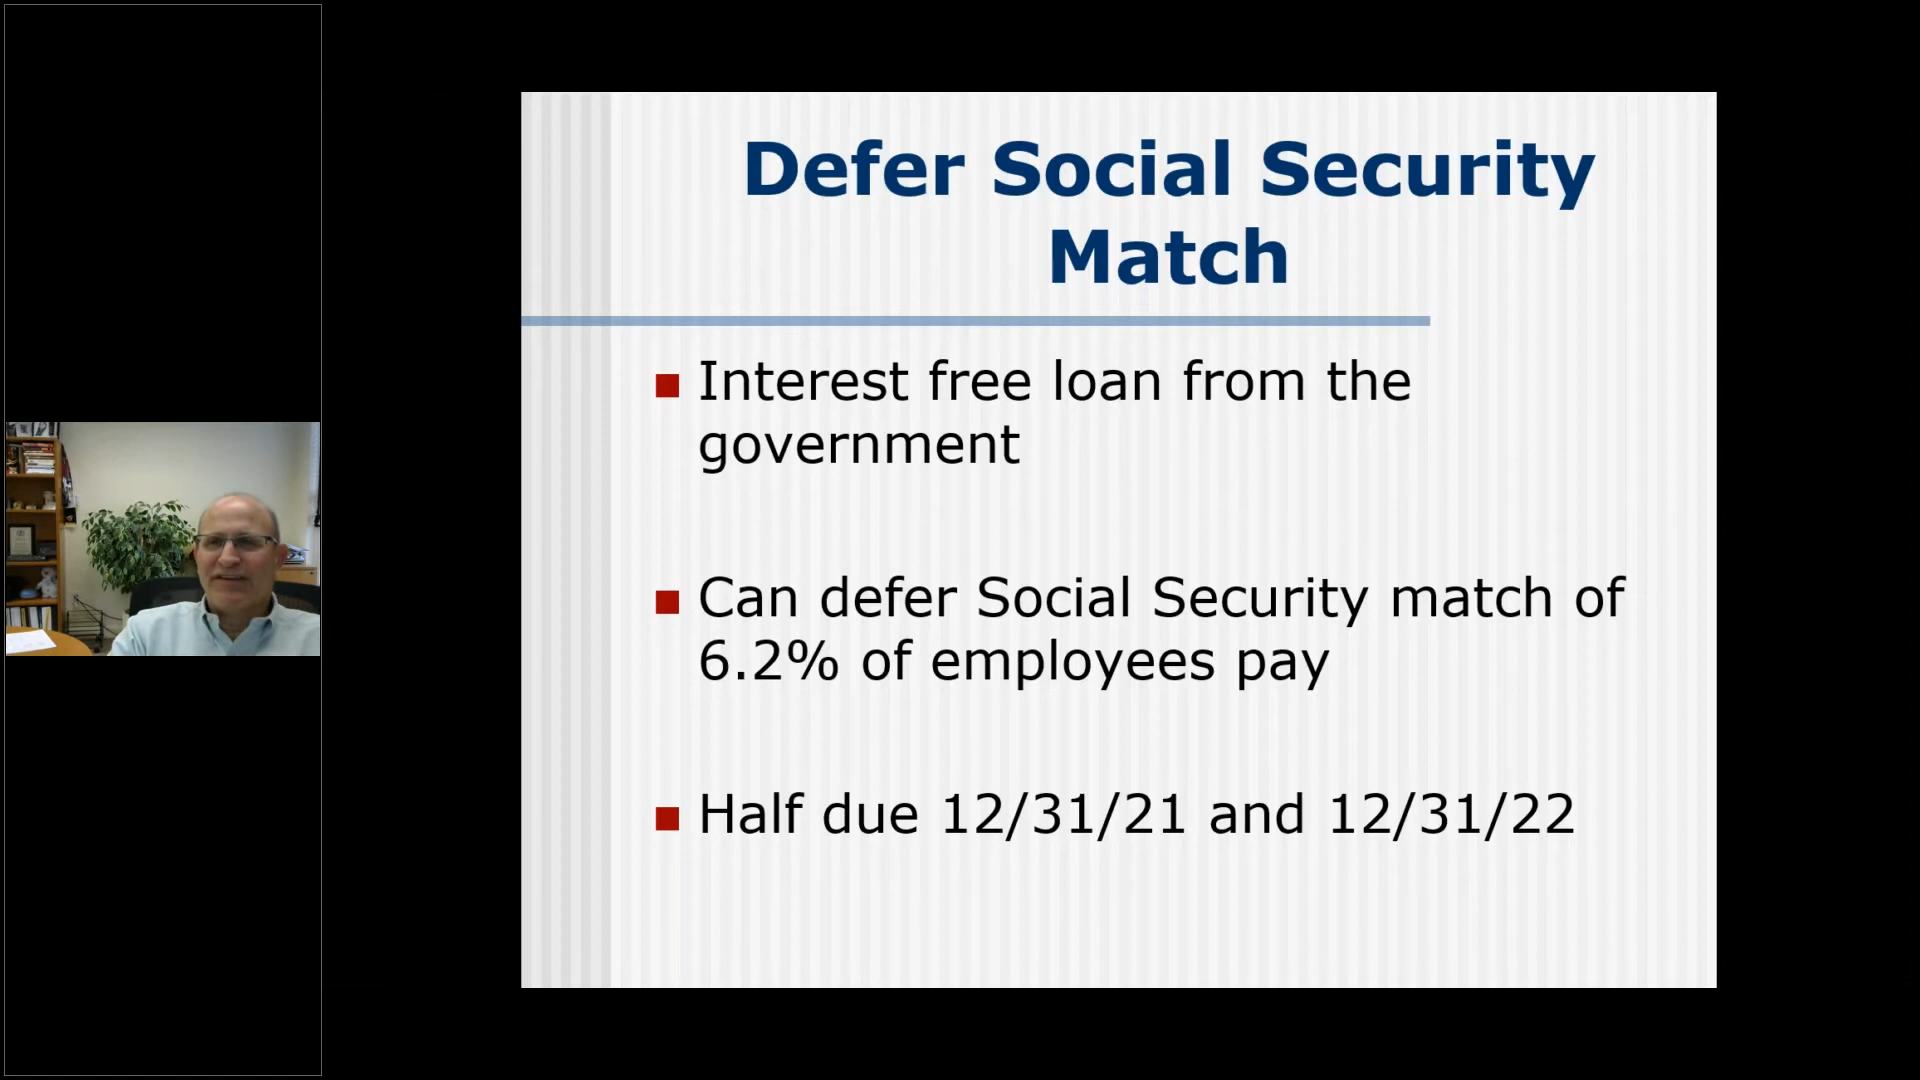 Defer Social Security
Match
Interest free loan from the
government
Can defer Social Security match of
6.2% of employees pay
Half due 12/31/21 and 12/31/22